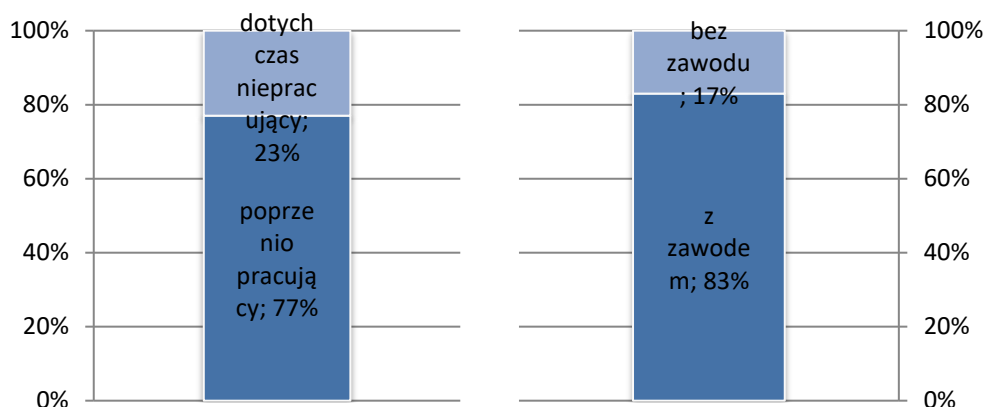 100%
80%
60%
40%
20%
0%
dotych
czas
nieprac
ujący;
23%
poprze
nio
pracują
cy; 77%
bez
zawodu
; 17%
z
zawode
m; 83%
100%
80%
60%
40%
20%
0%